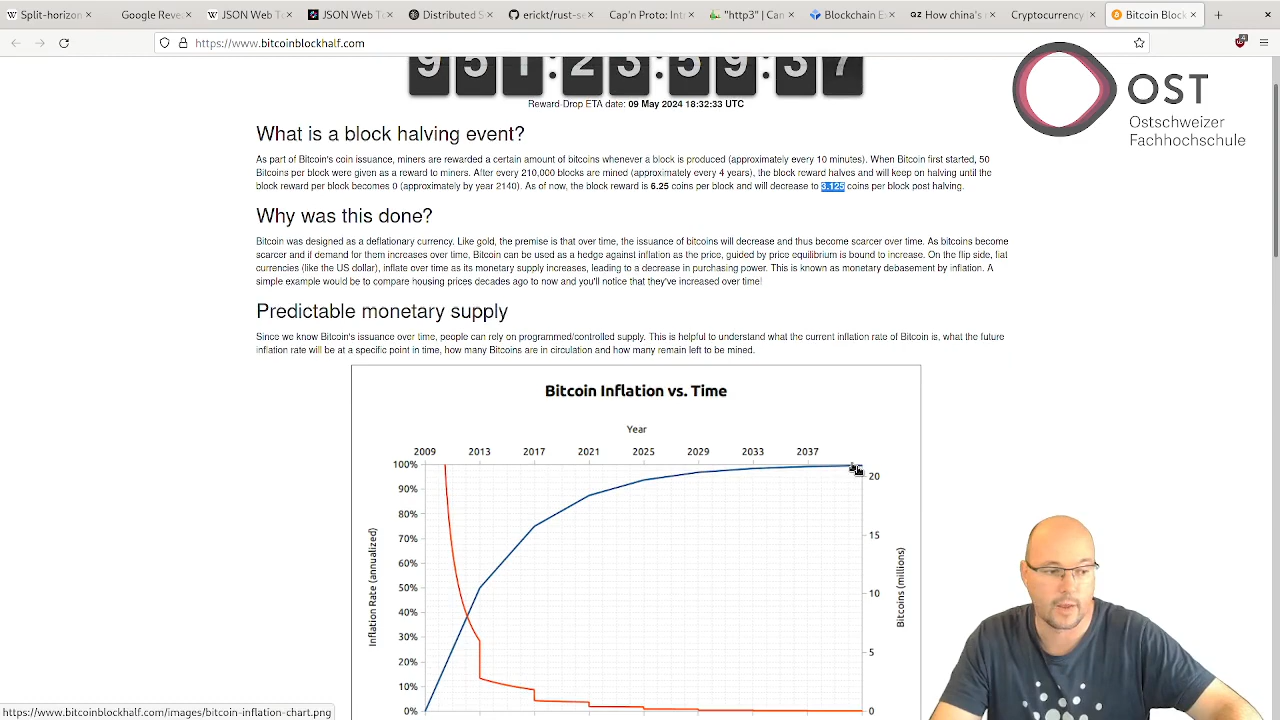 Split-horizon
Google Reve
JSON Web T
JSON Web T
Distributed S
erickt/rust-se
Cap'n Proto: Int
"http3" | Can
Blockchain E
GZ How china's
Cryptocurrency
Bitcoin Block
https://www.bitcoinblockhalf.com
951:23:59:37
Reward-Drop ETA date: 09 May 2024 18:32:33 UTC
OST
Ostschweizer
Fachhochschule
What is a block halving event?
As part of Bitcoin's coin issuance, miners are rewarded a certain amount of bitcoins whenever a block is produced (approximately every 10 minutes). When Bitcoin first started, 50
Bitcoins per block were given as a reward to miners. After every 210,000 blocks are mined (approximately every 4 years), the block reward halves and will keep on halving until the
block reward per block becomes 0 (approximately by year 2140). As of now, the block reward is 6.25 coins per block and will decrease to 3.125 coins per block post halving.
Why was this done?
Bitcoin was designed as a deflationary currency. Like gold, the premise is that over time, the issuance of bitcoins will decrease and thus become scarcer over time. As bitcoins become
scarcer and if demand for them increases over time, Bitcoin can be used as a hedge against inflation as the price, guided by price equilibrium is bound to increase. On the flip side, fiat
currencies (like the US dollar), inflate over time as its monetary supply increases, leading to a decrease in purchasing power. This is known as monetary debasement by inflation. A
simple example would be to compare housing prices decades ago to now and you'll notice that they've increased over time!
Predictable monetary supply
Since we know Bitcoin's issuance over time, people can rely on programmed/controlled supply. This is helpful to understand what the current inflation rate of Bitcoin is, what the future
inflation rate will be at a specific point in time, how many Bitcoins are in circulation and how many remain left to be mined.
Bitcoin Inflation vs. Time
Year
2009 2013 2017 2021 2025 2029 2033 2037
100%
90%
80%
70%
60%
50%
40%
30%
20%
10%
0%
Inflation Rate (annualized)
20
15
10
5
0
Bitcoins (millions)
https://www.bitcoinblockhalf.com/images/bitcoin-inflation-chart.png